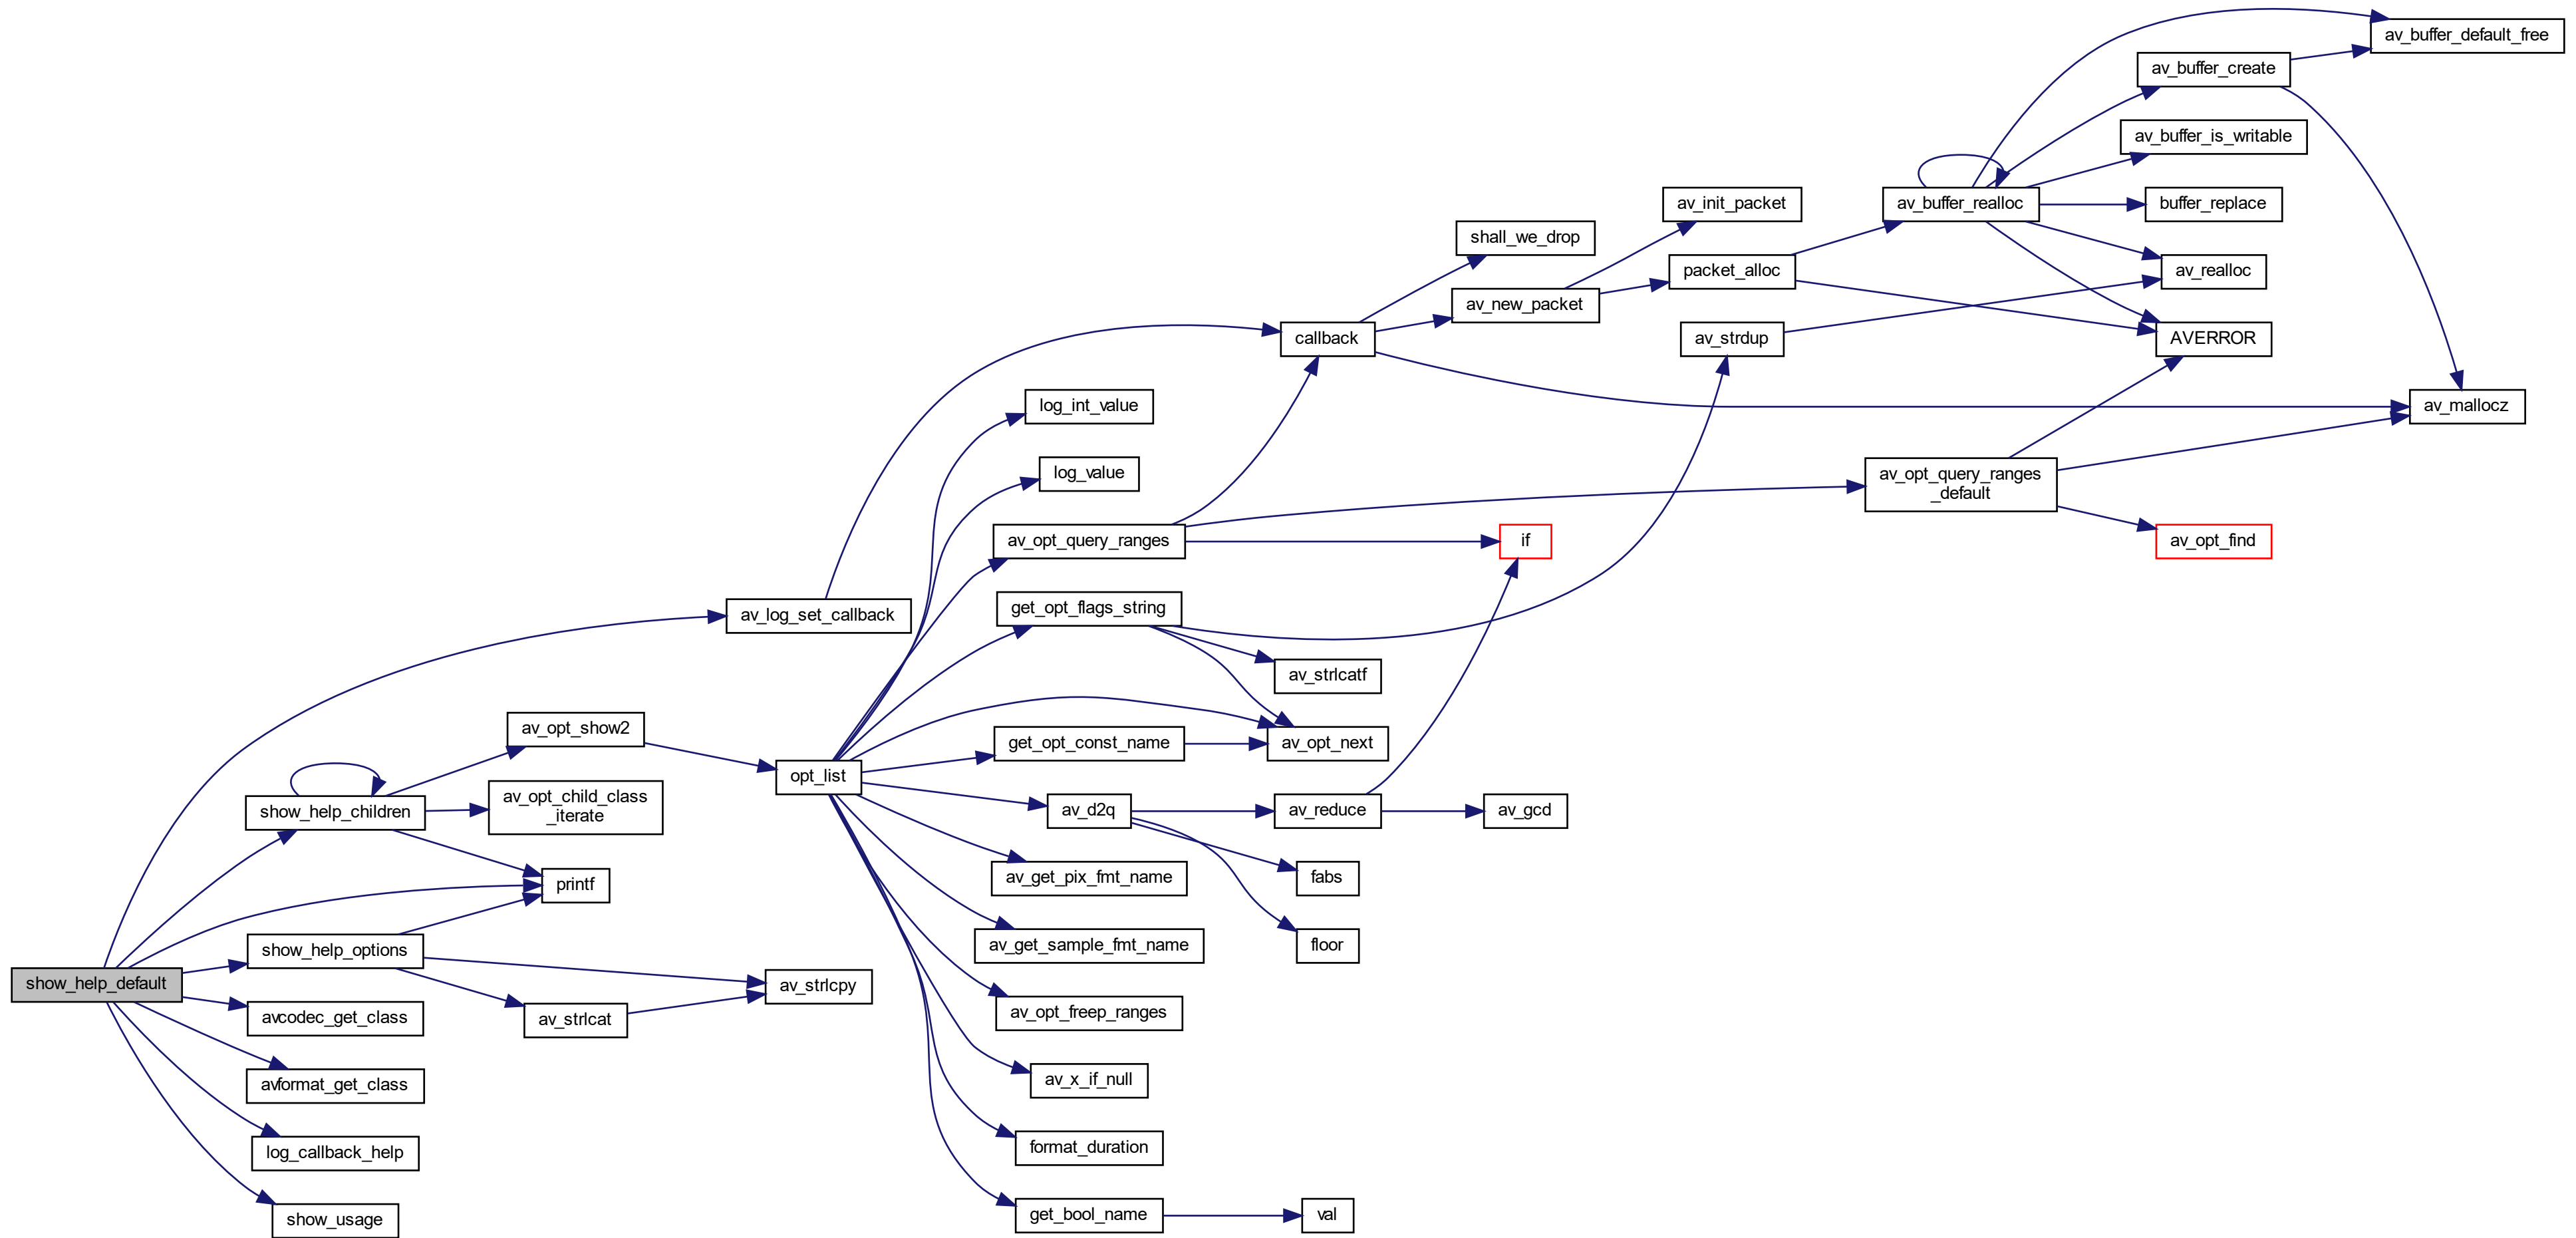 av_buffer_default_free
av_buffer_create
av_buffer_is_writable
av_init_packet
av_buffer_realloc
buffer_replace
shall_we_drop
packet_alloc
av_realloc
av_new_packet
callback
av_strdup
AVERROR
log_int_value
av_mallocz
log_value
av_opt_query_ranges
_default
av_opt_query_ranges
if
av_opt_find
get_opt_flags_string
av_log_set_callback
av_strlcatf
av_opt_show2
get_opt_const_name
av_opt_next
opt_list
av_opt_child_class
_iterate
show_help_children
av_d2q
av_reduce
av_gcd
printf
av_get_pix_fmt_name
fabs
show_help_options
av_get_sample_fmt_name
floor
show_help_default
av_strlcpy
avcodec_get_class
av_strlcat
av_opt_freep_ranges
avformat_get_class
av_x_if_null
log_callback_help
format_duration
show_usage
get_bool_name
val